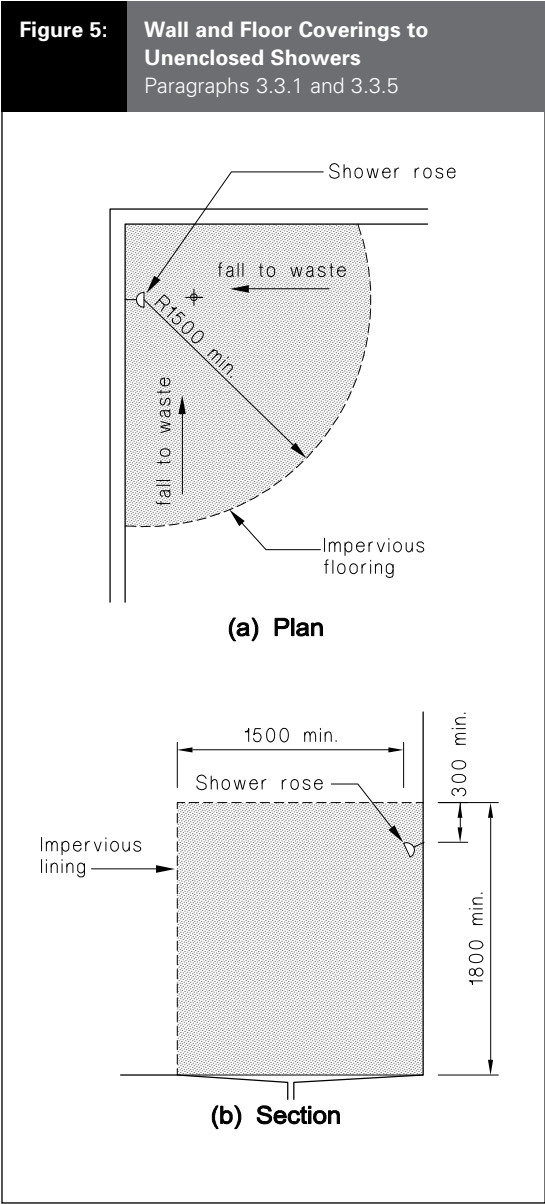 Figure 5:
Wall and Floor Coverings to
Unenclosed Showers
Paragraphs 3.3.1 and 3.3.5
Shower rose
fall to waste
R1500 min.
fall to waste
Impervious
flooring
(a) Plan
1500 min.
300 min.
Shower rose
Impervious
lining
1800 min.
(b) Section